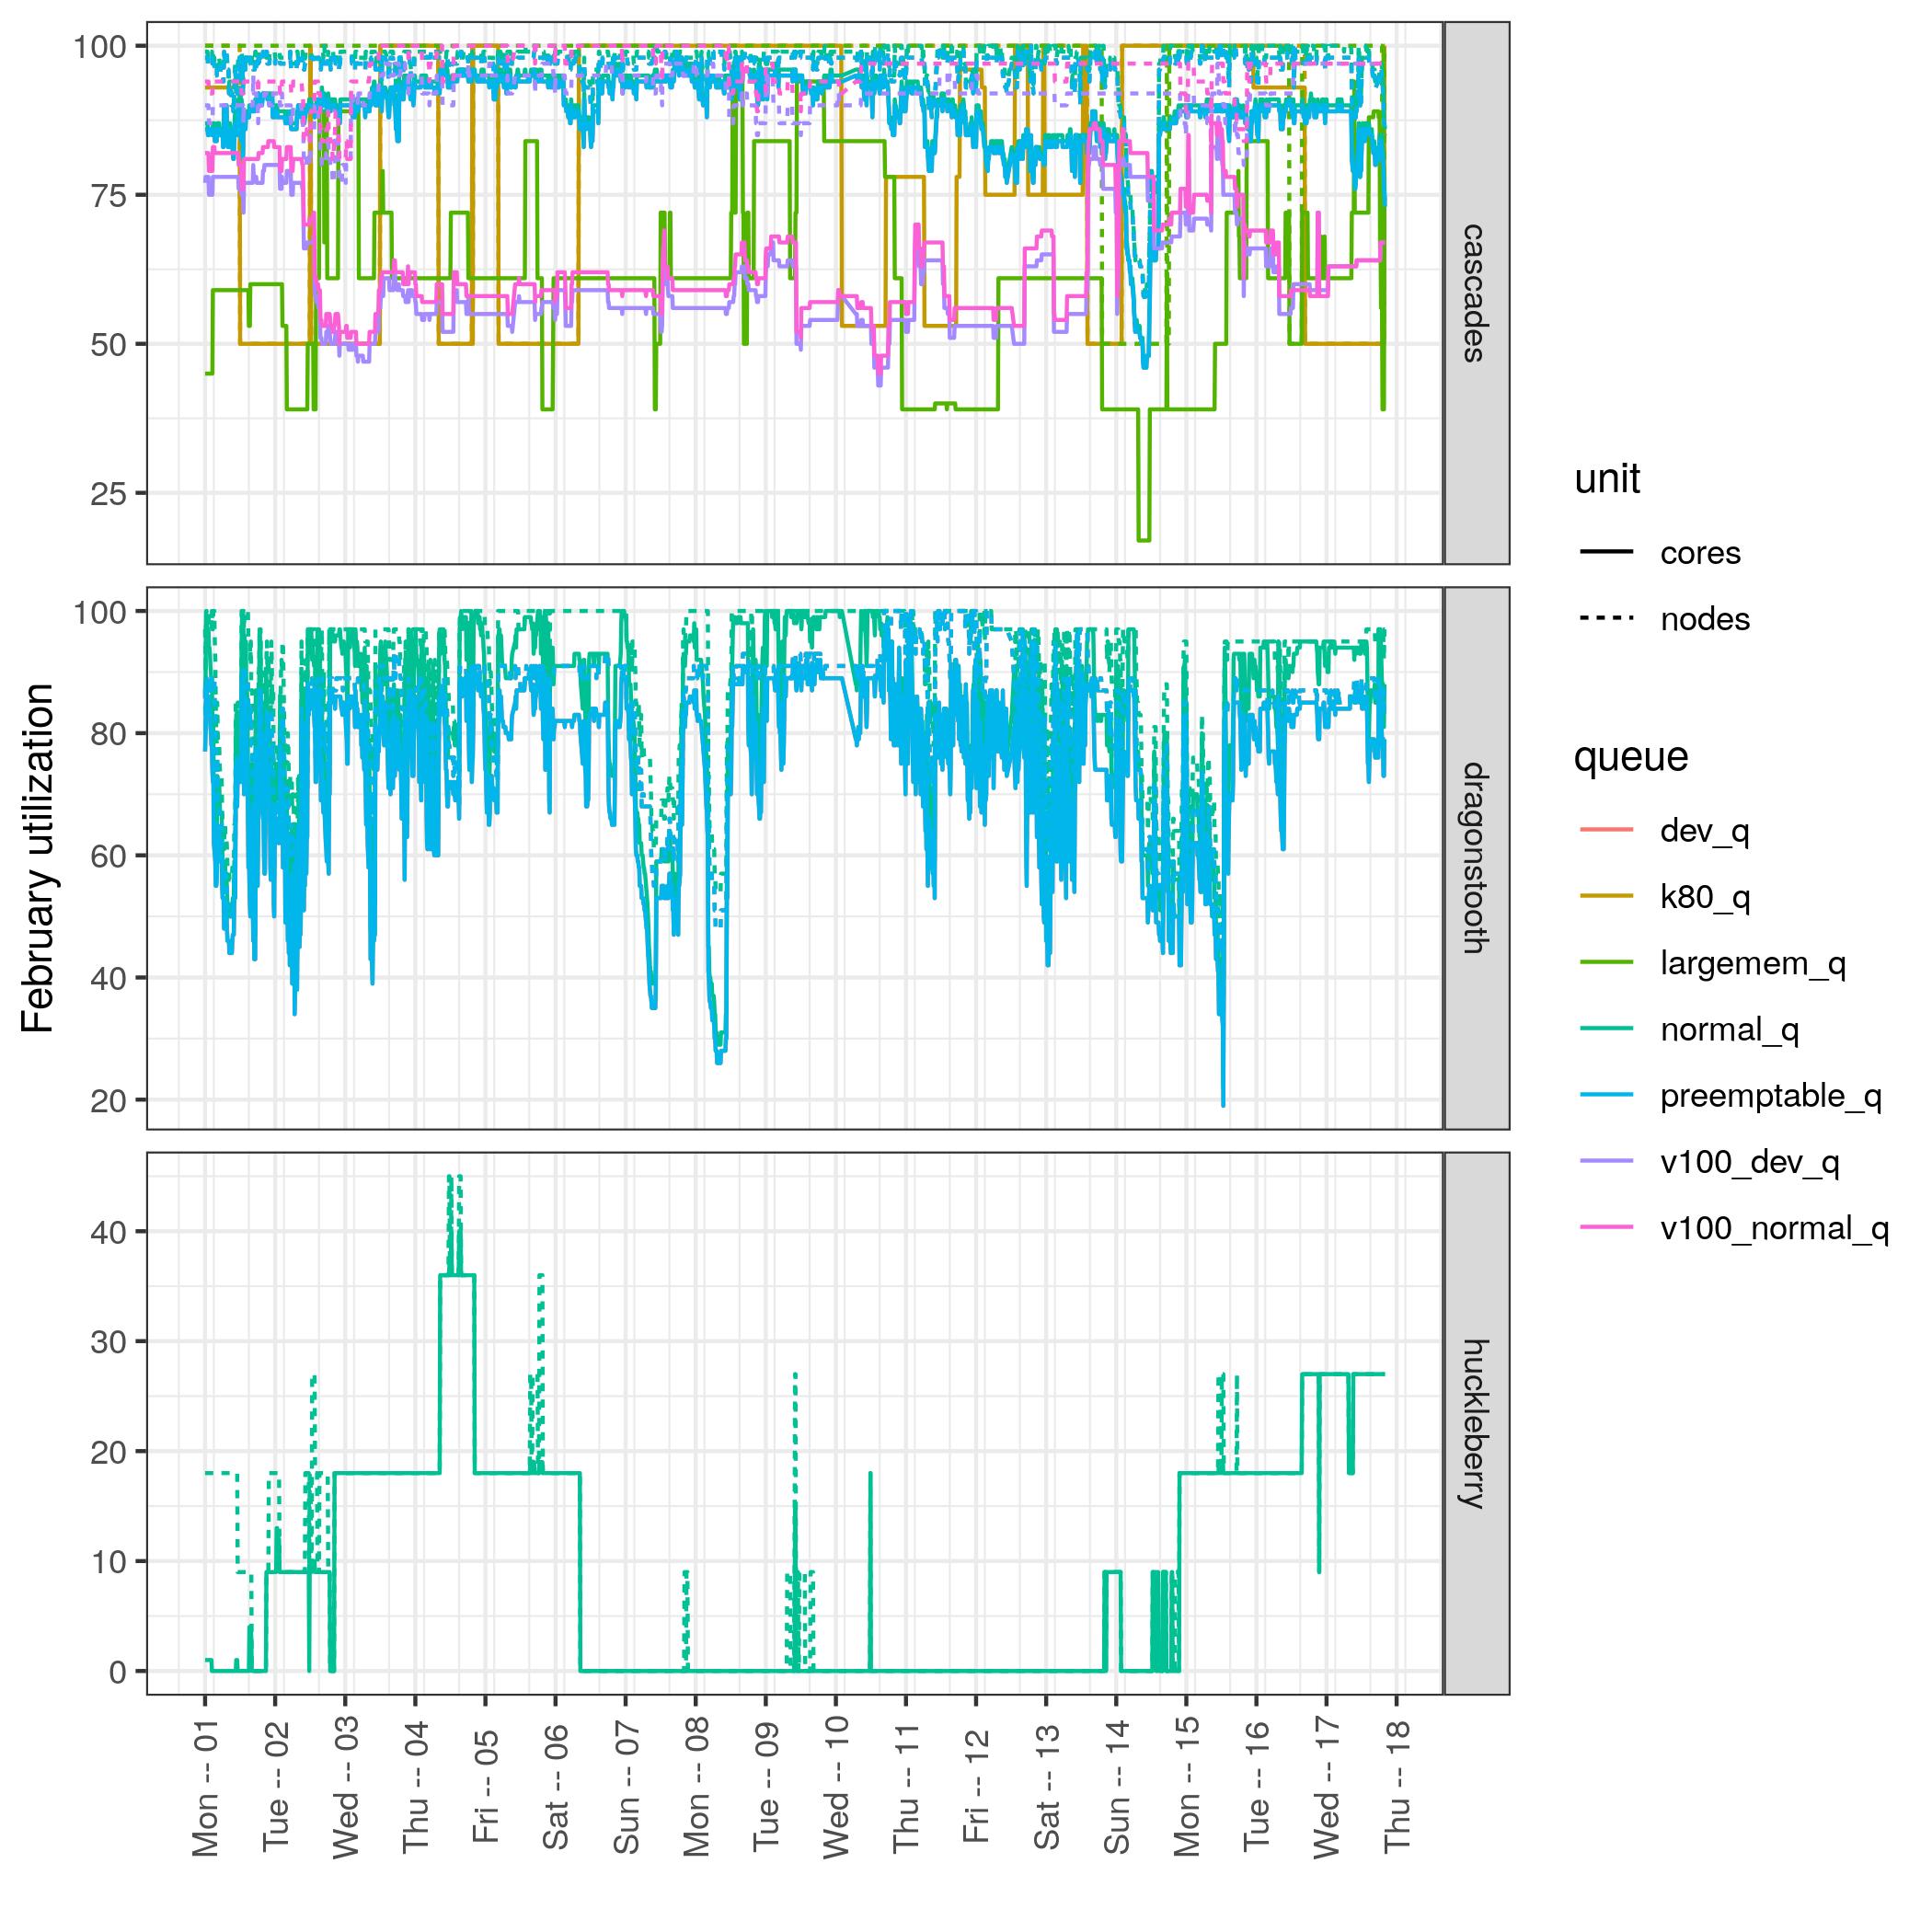 February utilization
100
75
50
25
cascades
100
80
60
40
20
dragonstooth
40
30
20
10
0
huckleberry
Mon -- 01
Tue -- 02
Wed -- 03
Thu -- 04
Fri -- 05
Sat -- 06
Sun -- 07
Mon -- 08
Tue -- 09
Wed -- 10
Thu -- 11
Fri -- 12
Sat -- 13
Sun -- 14
Mon -- 15
Tue -- 16
Wed -- 17
Thu -- 18
unit
cores
nodes
queue
dev_q
k80_q
largemem_q
normal_q
preemptable_q
v100_dev_q
v100_normal_q